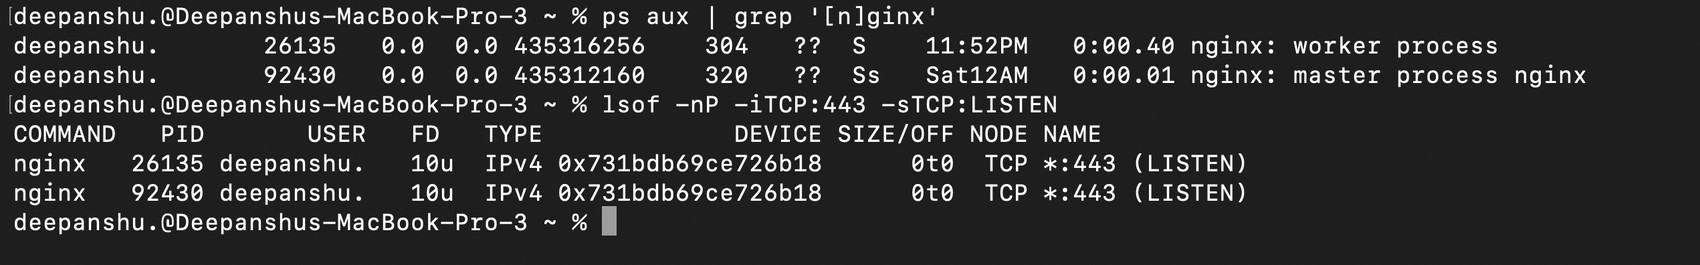 [deepanshu.@Deepanshus-MacBook-Pro-3 ~ % ps aux | grep '[n]ginx'
deepanshu.       26135   0.0  0.0 435316256    304   ??  S    11:52PM   0:00.40 nginx: worker process
deepanshu.       92430   0.0  0.0 435312160    320   ??  Ss   Sat12AM   0:00.01 nginx: master process nginx
[deepanshu.@Deepanshus-MacBook-Pro-3 ~ % lsof -nP -iTCP:443 -sTCP:LISTEN
COMMAND   PID       USER   FD   TYPE             DEVICE SIZE/OFF NODE NAME
nginx   26135 deepanshu.   10u  IPv4 0x731bdb69ce726b18      0t0  TCP *:443 (LISTEN)
nginx   92430 deepanshu.   10u  IPv4 0x731bdb69ce726b18      0t0  TCP *:443 (LISTEN)
deepanshu.@Deepanshus-MacBook-Pro-3 ~ %